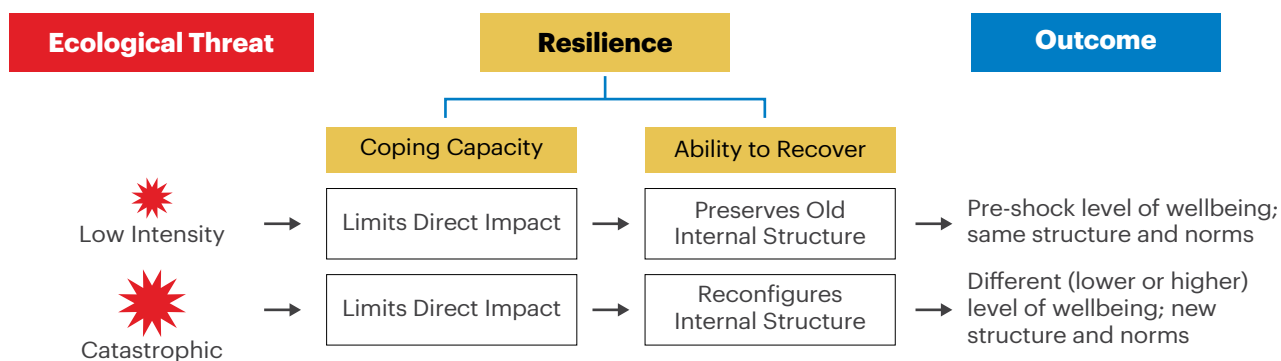 Ecological Threat
Resilience
Outcome
Coping Capacity
Ability to Recover
Low Intensity
Limits Direct Impact
Preserves Old
Internal Structure
Pre-shock level of wellbeing;
same structure and norms
Catastrophic
Limits Direct Impact
Reconfigures
Internal Structure
Different (lower or higher)
level of wellbeing; new
structure and norms